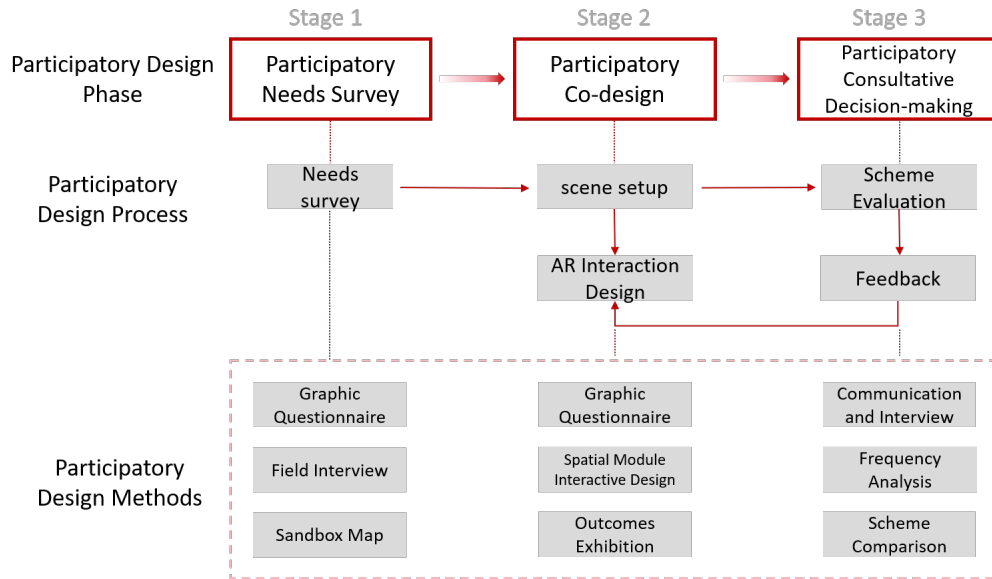 Stage 1
Stage 2
Stage 3
Participatory Design
Phase
Participatory
Needs Survey
Participatory
Co-design
Participatory
Consultative
Decision-making
Participatory
Design Process
Needs
survey
scene setup
Scheme
Evaluation
AR Interaction
Design
Feedback
Participatory
Design Methods
Graphic
Questionnaire
Graphic
Questionnaire
Communication
and Interview
Field Interview
Spatial Module
Interactive Design
Frequency
Analysis
Sandbox Map
Outcomes
Exhibition
Scheme
Comparison